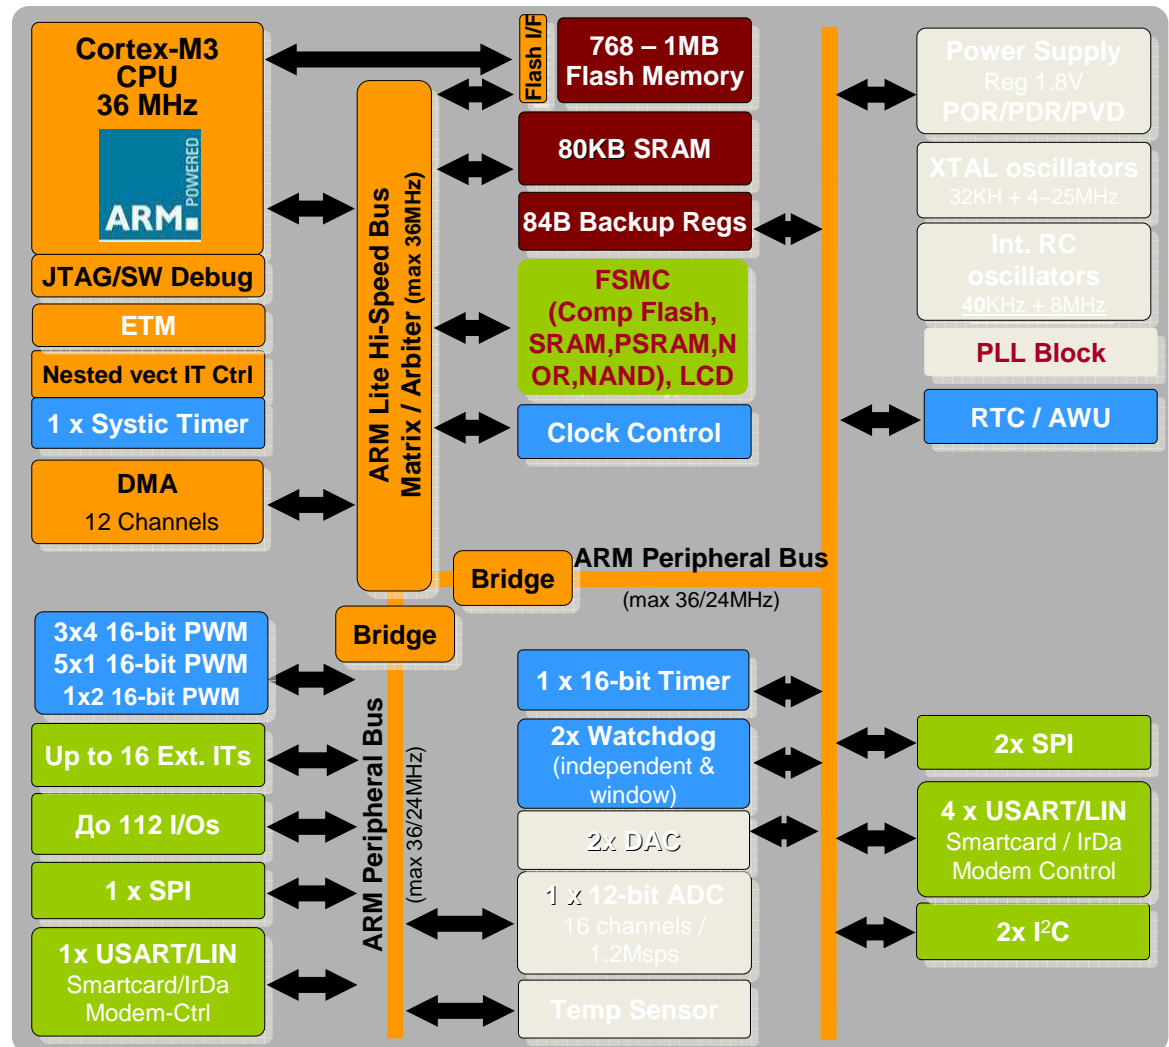 Cortex-M3
CPU
36 MHz
ARM
POWERED
JTAG/SW Debug
ETM
Nested vect IT Ctrl
1 x Systic Timer
DMA
12 Channels
ARM Lite Hi-Speed Bus
Matrix / Arbiter (max 36MHz)
Flash I/F
768 – 1MB
Flash Memory
80KB SRAM
84B Backup Regs
FSMC
(Comp Flash,
SRAM,PSRAM,N
OR,NAND), LCD
Clock Control
Power Supply
Reg 1.8V
POR/PDR/PVD
XTAL oscillators
32KH + 4~25MHz
Int. RC
oscillators
40KHz + 8MHz
PLL Block
RTC / AWU
Bridge
ARM Peripheral Bus
(max 36/24MHz)
Bridge
ARM Peripheral Bus
(max 36/24MHz)
3x4 16-bit PWM
5x1 16-bit PWM
1x2 16-bit PWM
Up to 16 Ext. ITs
До 112 I/Os
1 x SPI
1x USART/LIN
Smartcard/IrDa
Modem-Ctrl
1 x 16-bit Timer
2x Watchdog
(independent &
window)
2x DAC
1 x 12-bit ADC
16 channels /
1.2Msps
Temp Sensor
2x SPI
4 x USART/LIN
Smartcard / IrDa
Modem Control
2x I²C